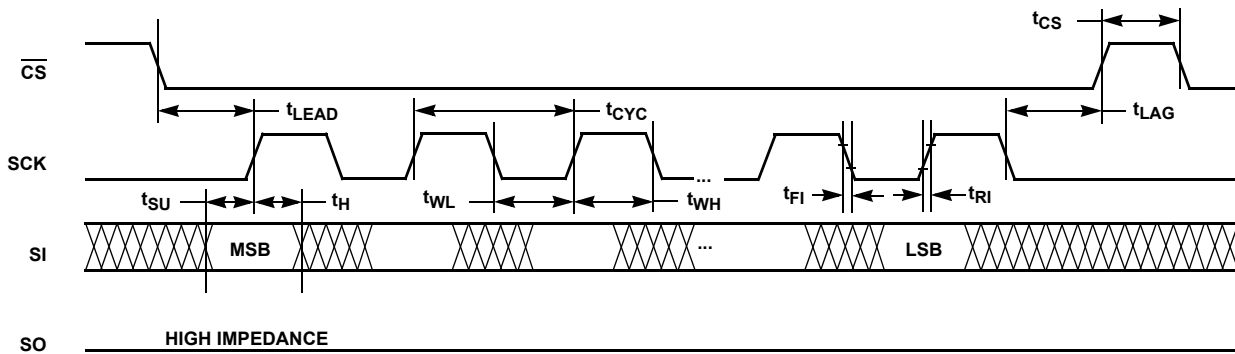 tCS
CS
tLEAD
tCYC
tLAG
SCK
...
tSU
tH
tWL
tWH
tFI
tRI
SI
MSB
...
LSB
SO
HIGH IMPEDANCE